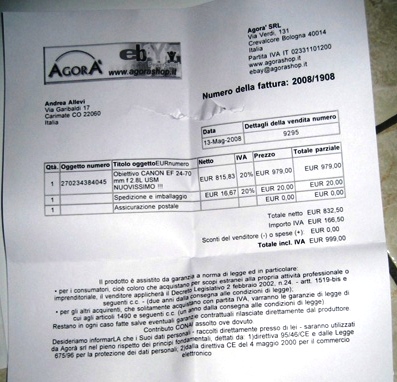 AGORA'
ebay
www.agorashop.it
Agora' SRL
Via Verdi, 131
Crevalcore Bologna 40014
Italia
Partita IVA IT 02331101200
www.agorashop.it
ebay@agorashop.it
Andrea Allevi
Via Garibaldi 17
Carimate CO 22060
Italia
Numero della fattura: 2008/1908
Data Dettagli della vendita numero
13-Mag-2008 9295
Qtà. Oggetto numero Titolo oggettoEURnumero Netto IVA Prezzo Totale parziale
1 270234384045 Obiettivo CANON EF 24-70 mm f 2.8L USM NUOVISSIMO !!! EUR 815,83 20% EUR 979,00 EUR 979,00
1 Spedizione e imballaggio EUR 16,67 20% EUR 20,00 EUR 20,00
1 Assicurazione postale EUR 0,00 EUR 0,00
Totale netto EUR 832,50
Importo IVA EUR 166,50
Sconti del venditore (-) o spese (+) EUR 0,00
Totale incl. IVA EUR 999,00
Il prodotto è assistito da garanzia a norma di legge ed in particolare:
• per i consumatori, cioè coloro che acquistano per scopi estranei alla propria attività professionale o
imprenditoriale, il venditore applicherà il Decreto Legislativo 2 febbraio 2002, n.24 - art. 1519-bis e
seguenti c.c. - (due anni dalla consegna alle condizioni di legge);
• per gli altri acquirenti, che solitamente acquistano con partita IVA, varranno le garanzie di legge di
cui agli articoli 1490 e seguenti c.c. (un anno dalla consegna alle condizioni di legge)
Restano in ogni caso fatte salve eventuali garanzie contrattuali rilasciate direttamente dal produttore.
Contributo CONAI assolto ove dovuto
Desideriamo informarLA che i Suoi dati personali - raccolti direttamente presso di lei - saranno utilizzati
da Agorà srl nel pieno rispetto dei principi fondamentali, dettati da: 1)direttiva 95/46/CE e dalle Legge
675/96 per la protezione dei dati personali; 2)dalla direttiva CE del 4 maggio 2000 per il commercio
elettronico